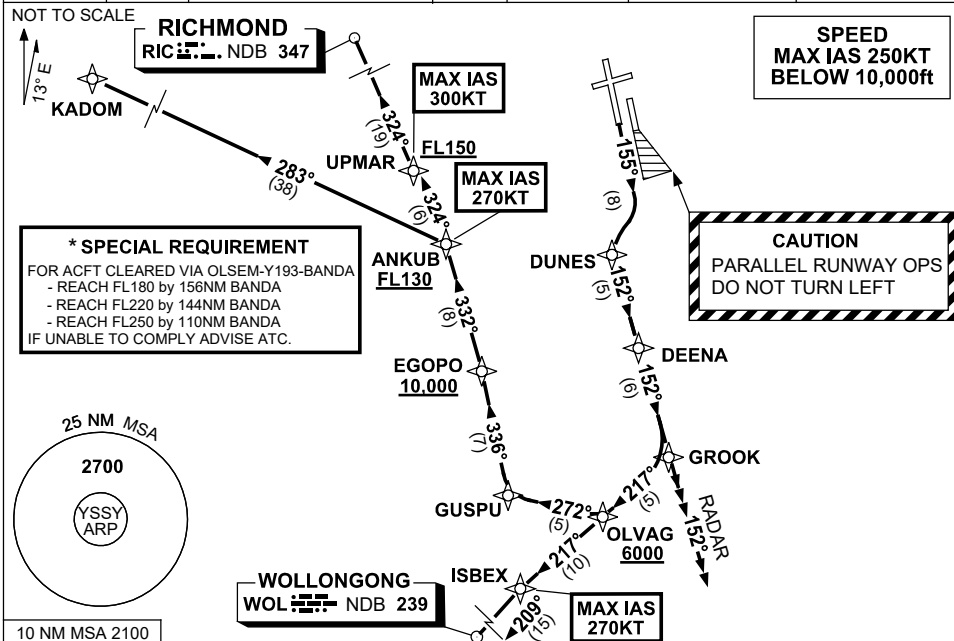 NOT TO SCALE
13° E
RICHMOND
RIC NDB 347
KADOM
MAX IAS
300KT
SPEED
MAX IAS 250KT
BELOW 10,000ft
324°
(19)
UPMAR
FL150
283°
(38)
324°
(6)
MAX IAS
270KT
155°
(8)
* SPECIAL REQUIREMENT
FOR ACFT CLEARED VIA OLSEM-Y193-BANDA
- REACH FL180 by 156NM BANDA
- REACH FL220 by 144NM BANDA
- REACH FL250 by 110NM BANDA
IF UNABLE TO COMPLY ADVISE ATC.
ANKUB
FL130
DUNES
CAUTION
PARALLEL RUNWAY OPS
DO NOT TURN LEFT
332°
(8)
152°
(5)
DEENA
EGOPO
10,000
152°
(6)
336°
(7)
GROOK
25 NM MSA
2700
YSSY
ARP
GUSPU
272°
(5)
217°
(5)
OLVAG
6000
RADAR
152°
217°
(10)
ISBEX
WOLLONGONG
WOL NDB 239
209°
(15)
MAX IAS
270KT
10 NM MSA 2100